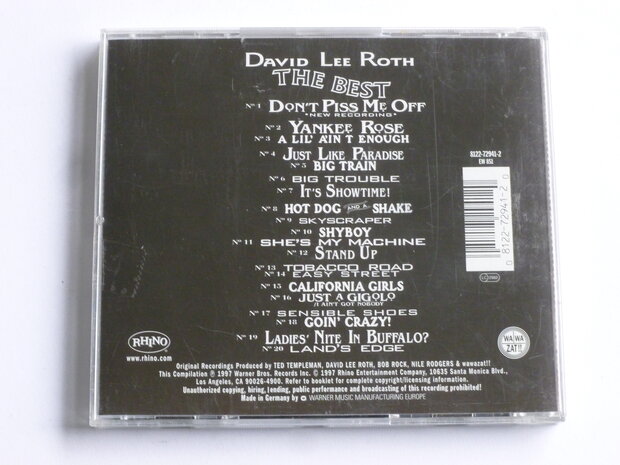 DAVID LEE ROTH
THE BEST
Nº 1 DON'T PISS ME OFF
*NEW RECORDING*
Nº 2 YANKEE ROSE
Nº 3 A LIL' AIN'T ENOUGH
Nº 4 JUST LIKE PARADISE
Nº 5 BIG TRAIN
Nº 6 BIG TROUBLE
Nº 7 IT'S SHOWTIME!
Nº 8 HOT DOG AND A SHAKE
Nº 9 SKYSCRAPER
Nº 10 SHYBOY
Nº 11 SHE'S MY MACHINE
Nº 12 STAND UP
Nº 13 TOBACCO ROAD
Nº 14 EASY STREET
Nº 15 CALIFORNIA GIRLS
Nº 16 JUST A GIGOLO
/I AIN'T GOT NOBODY
Nº 17 SENSIBLE SHOES
Nº 18 GOIN' CRAZY!
Nº 19 LADIES' NITE IN BUFFALO?
Nº 20 LAND'S EDGE
8122-72941-2
EW 851
0 8122-72941-2 0
RHINO
www.rhino.com
WA WA ZAT!!
Original Recordings Produced by TED TEMPLEMAN, DAVID LEE ROTH, BOB ROCK, NILE RODGERS & wawazat!!
This Compilation ℗ 1997 Warner Bros. Records Inc. © 1997 Rhino Entertainment Company, 10635 Santa Monica Blvd.,
Los Angeles, CA 90025-4900. Refer to booklet for complete copyright/licensing information.
Unauthorized copying, hiring, lending, public performance and broadcasting of this recording prohibited!
Made in Germany by WARNER MUSIC MANUFACTURING EUROPE